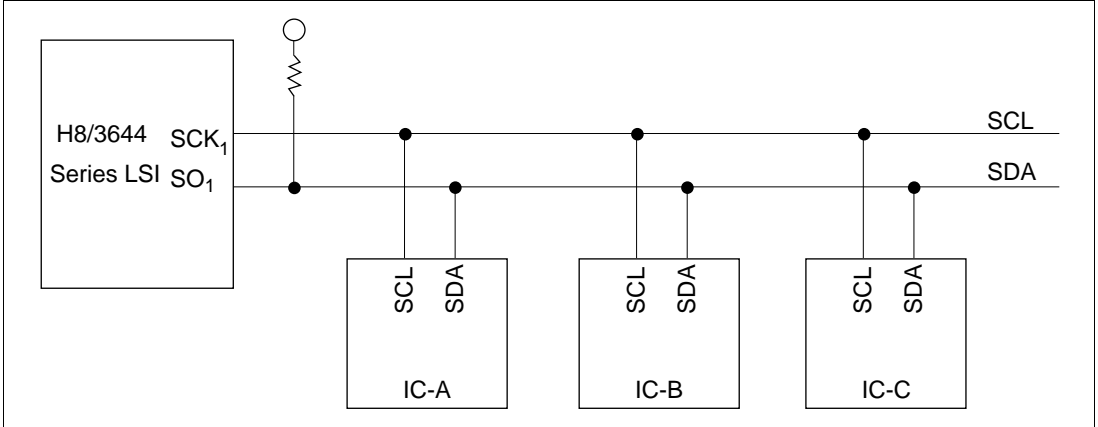 H8/3644 SCK₁
Series LSI SO₁
SCL
SDA
SCL SDA
IC-A
SCL SDA
IC-B
SCL SDA
IC-C